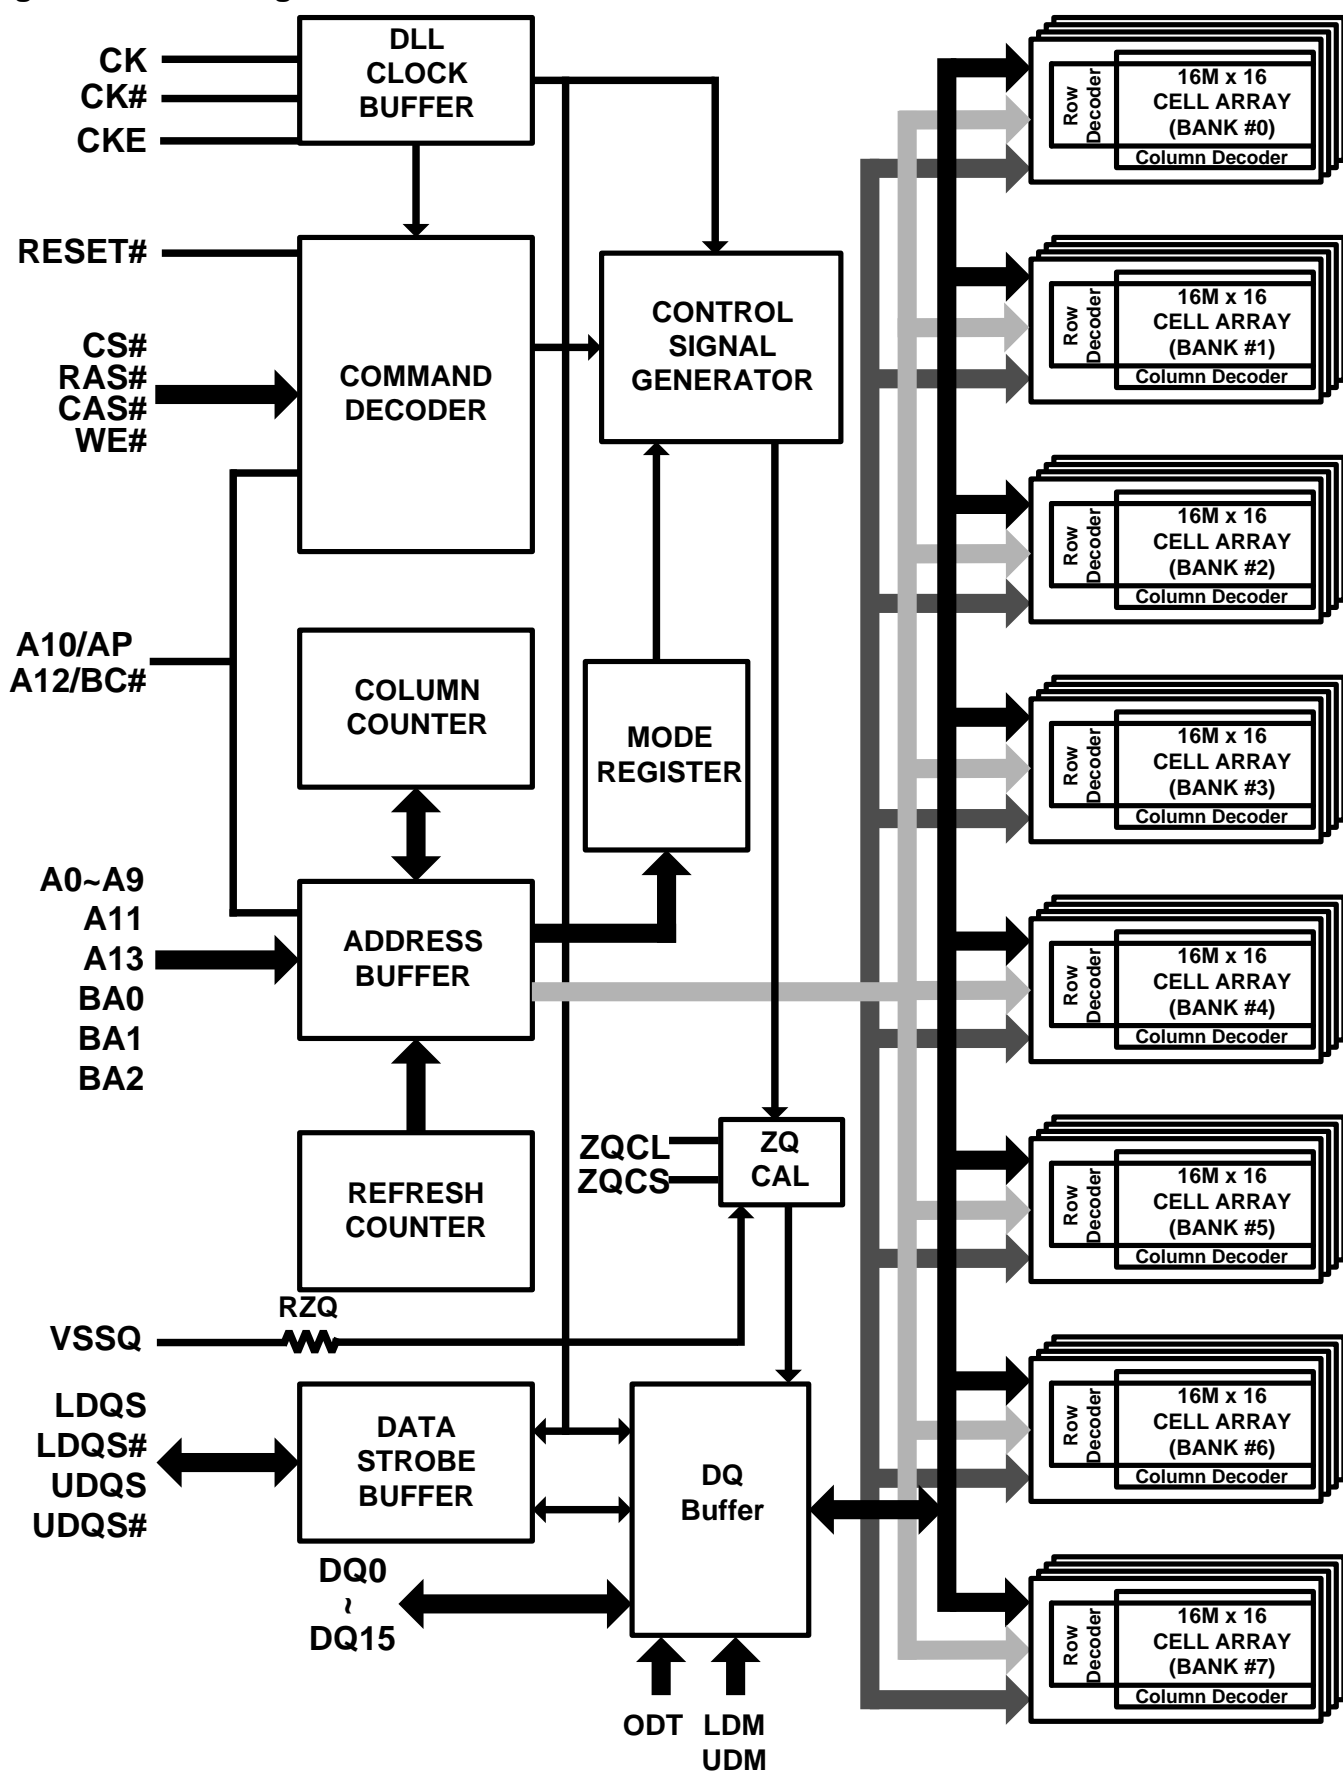 CK
CK#
CKE
DLL
CLOCK
BUFFER
RESET#
CS#
RAS#
CAS#
WE#
COMMAND
DECODER
CONTROL
SIGNAL
GENERATOR
A10/AP
A12/BC#
COLUMN
COUNTER
MODE
REGISTER
A0~A9
A11
A13
BA0
BA1
BA2
ADDRESS
BUFFER
REFRESH
COUNTER
ZQCL
ZQCS
ZQ
CAL
RZQ
VSSQ
LDQS
LDQS#
UDQS
UDQS#
DATA
STROBE
BUFFER
DQ
Buffer
DQ0
~
DQ15
ODT
LDM
UDM
Row
Decoder
16M x 16
CELL ARRAY
(BANK #0)
Column Decoder
Row
Decoder
16M x 16
CELL ARRAY
(BANK #1)
Column Decoder
Row
Decoder
16M x 16
CELL ARRAY
(BANK #2)
Column Decoder
Row
Decoder
16M x 16
CELL ARRAY
(BANK #3)
Column Decoder
Row
Decoder
16M x 16
CELL ARRAY
(BANK #4)
Column Decoder
Row
Decoder
16M x 16
CELL ARRAY
(BANK #5)
Column Decoder
Row
Decoder
16M x 16
CELL ARRAY
(BANK #6)
Column Decoder
Row
Decoder
16M x 16
CELL ARRAY
(BANK #7)
Column Decoder